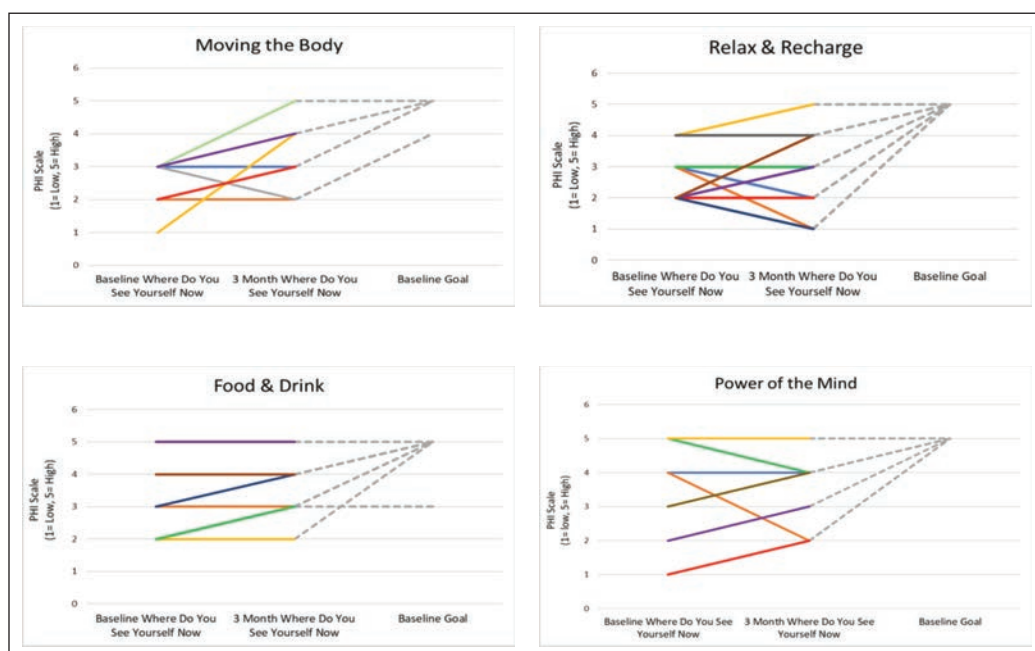 Moving the Body
PHI Scale
(1= Low, 5= High)
6
5
4
3
2
1
0
Baseline Where Do You
See Yourself Now
3 Month Where Do You
See Yourself Now
Baseline Goal
Relax & Recharge
PHI Scale
(1= Low, 5= High)
6
5
4
3
2
1
0
Baseline Where Do You
See Yourself Now
3 Month Where Do You
See Yourself Now
Baseline Goal
Food & Drink
PHI Scale
(1= Low, 5= High)
6
5
4
3
2
1
0
Baseline Where Do You
See Yourself Now
3 Month Where Do You
See Yourself Now
Baseline Goal
Power of the Mind
PHI Scale
(1= low, 5= High)
6
5
4
3
2
1
0
Baseline Where Do You See
Yourself Now
3 Month Where Do You See
Yourself Now
Baseline Goal